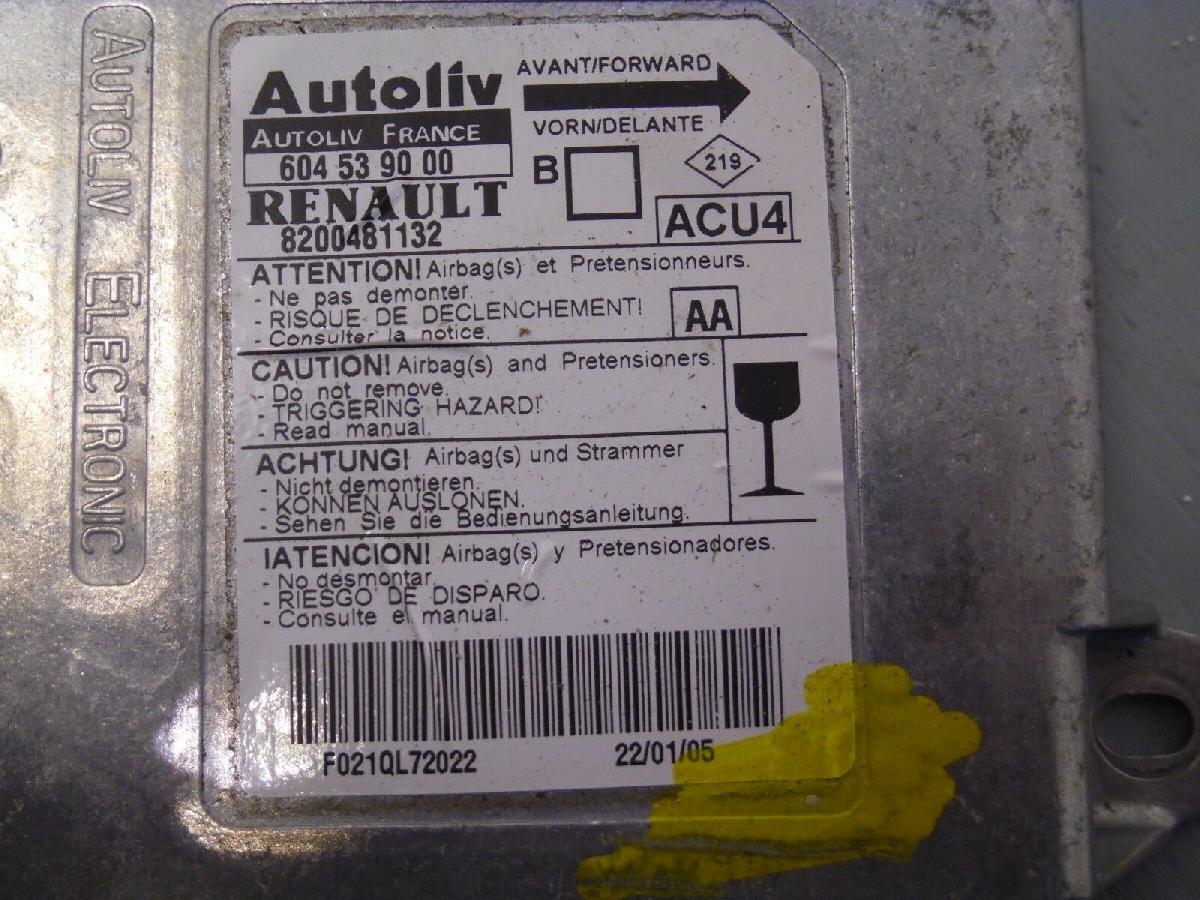 AUTOLIV ELECTRONIC
Autoliv
AUTOLIV FRANCE
604 53 90 00
RENAULT
8200481132
AVANT/FORWARD
VORN/DELANTE
B
219
ACU4
ATTENTION! Airbag(s) et Pretensionneurs.
- Ne pas demonter.
- RISQUE DE DECLENCHEMENT!
- Consulter la notice.
AA
CAUTION! Airbag(s) and Pretensioners.
- Do not remove.
- TRIGGERING HAZARD!
- Read manual.
ACHTUNG! Airbag(s) und Strammer
- Nicht demontieren.
- KONNEN AUSLONEN.
- Sehen Sie die Bedienungsanleitung.
IATENCION! Airbag(s) y Pretensionadores.
- No desmontar.
- RIESGO DE DISPARO.
- Consulte el manual.
F021QL72022
22/01/05